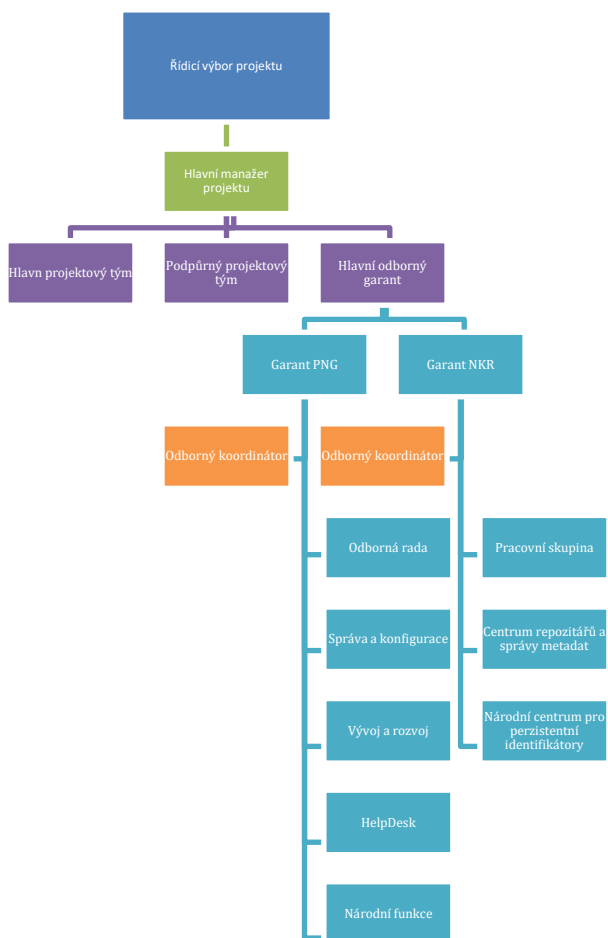 Řídicí výbor projektu
Hlavní manažer
projektu
Hlavn projektový tým
Podpůrný projektový
tým
Hlavní odborný
garant
Garant PNG
Garant NKR
Odborný koordinátor
Odborný koordinátor
Odborná rada
Pracovní skupina
Správa a konfigurace
Centrum repozitářů a
správy metadat
Vývoj a rozvoj
Národní centrum pro
perzistentní
identifikátory
HelpDesk
Národní funkce